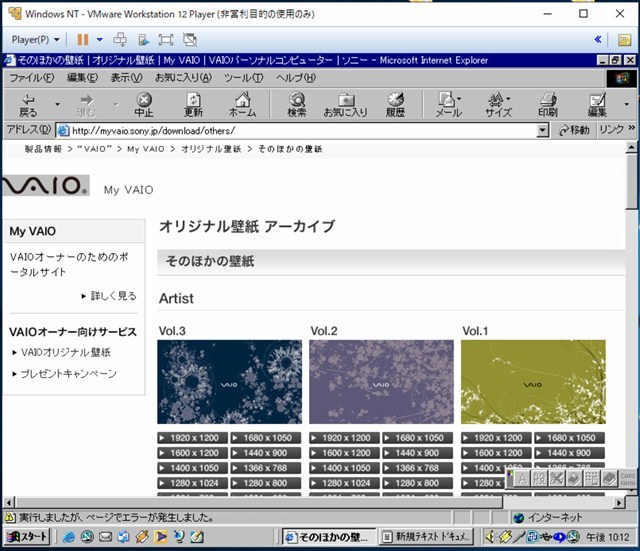 Windows NT - VMware Workstation 12 Player (非営利目的の使用のみ)
Player(P)
そのほかの壁紙 | オリジナル壁紙 | My VAIO | VAIOパーソナルコンピューター | ソニー - Microsoft Internet Explorer
ファイル(F) 編集(E) 表示(V) お気に入り(A) ツール(T) ヘルプ(H)
戻る 進む 中止 更新 ホーム 検索 お気に入り 履歴 メール サイズ 印刷 編集
アドレス(D) http://myvaio.sony.jp/download/others/ 移動 リンク »
製品情報 > "VAIO" > My VAIO > オリジナル壁紙 > そのほかの壁紙
VAIO® My VAIO
My VAIO
VAIOオーナーのためのポータルサイト
詳しく見る
VAIOオーナー向けサービス
VAIOオリジナル壁紙
プレゼントキャンペーン
オリジナル壁紙 アーカイブ
そのほかの壁紙
Artist
Vol.3 Vol.2 Vol.1
VAIO VAIO VAIO
1920 x 1200 1680 x 1050 1920 x 1200 1680 x 1050 1920 x 1200 1680 x 1050
1600 x 1200 1440 x 900 1600 x 1200 1440 x 900 1600 x 1200 1440 x 900
1400 x 1050 1366 x 768 1400 x 1050 1366 x 768 1400 x 1050 1366 x 768
1280 x 1024 1280 x 800 1280 x 1024 1280 x 800 1280 x 1024
A CAPS KANA
実行しましたが、ページでエラーが発生しました。 インターネット
スタート そのほかの壁... 新規テキスト ドキュメ... 午後 10:12